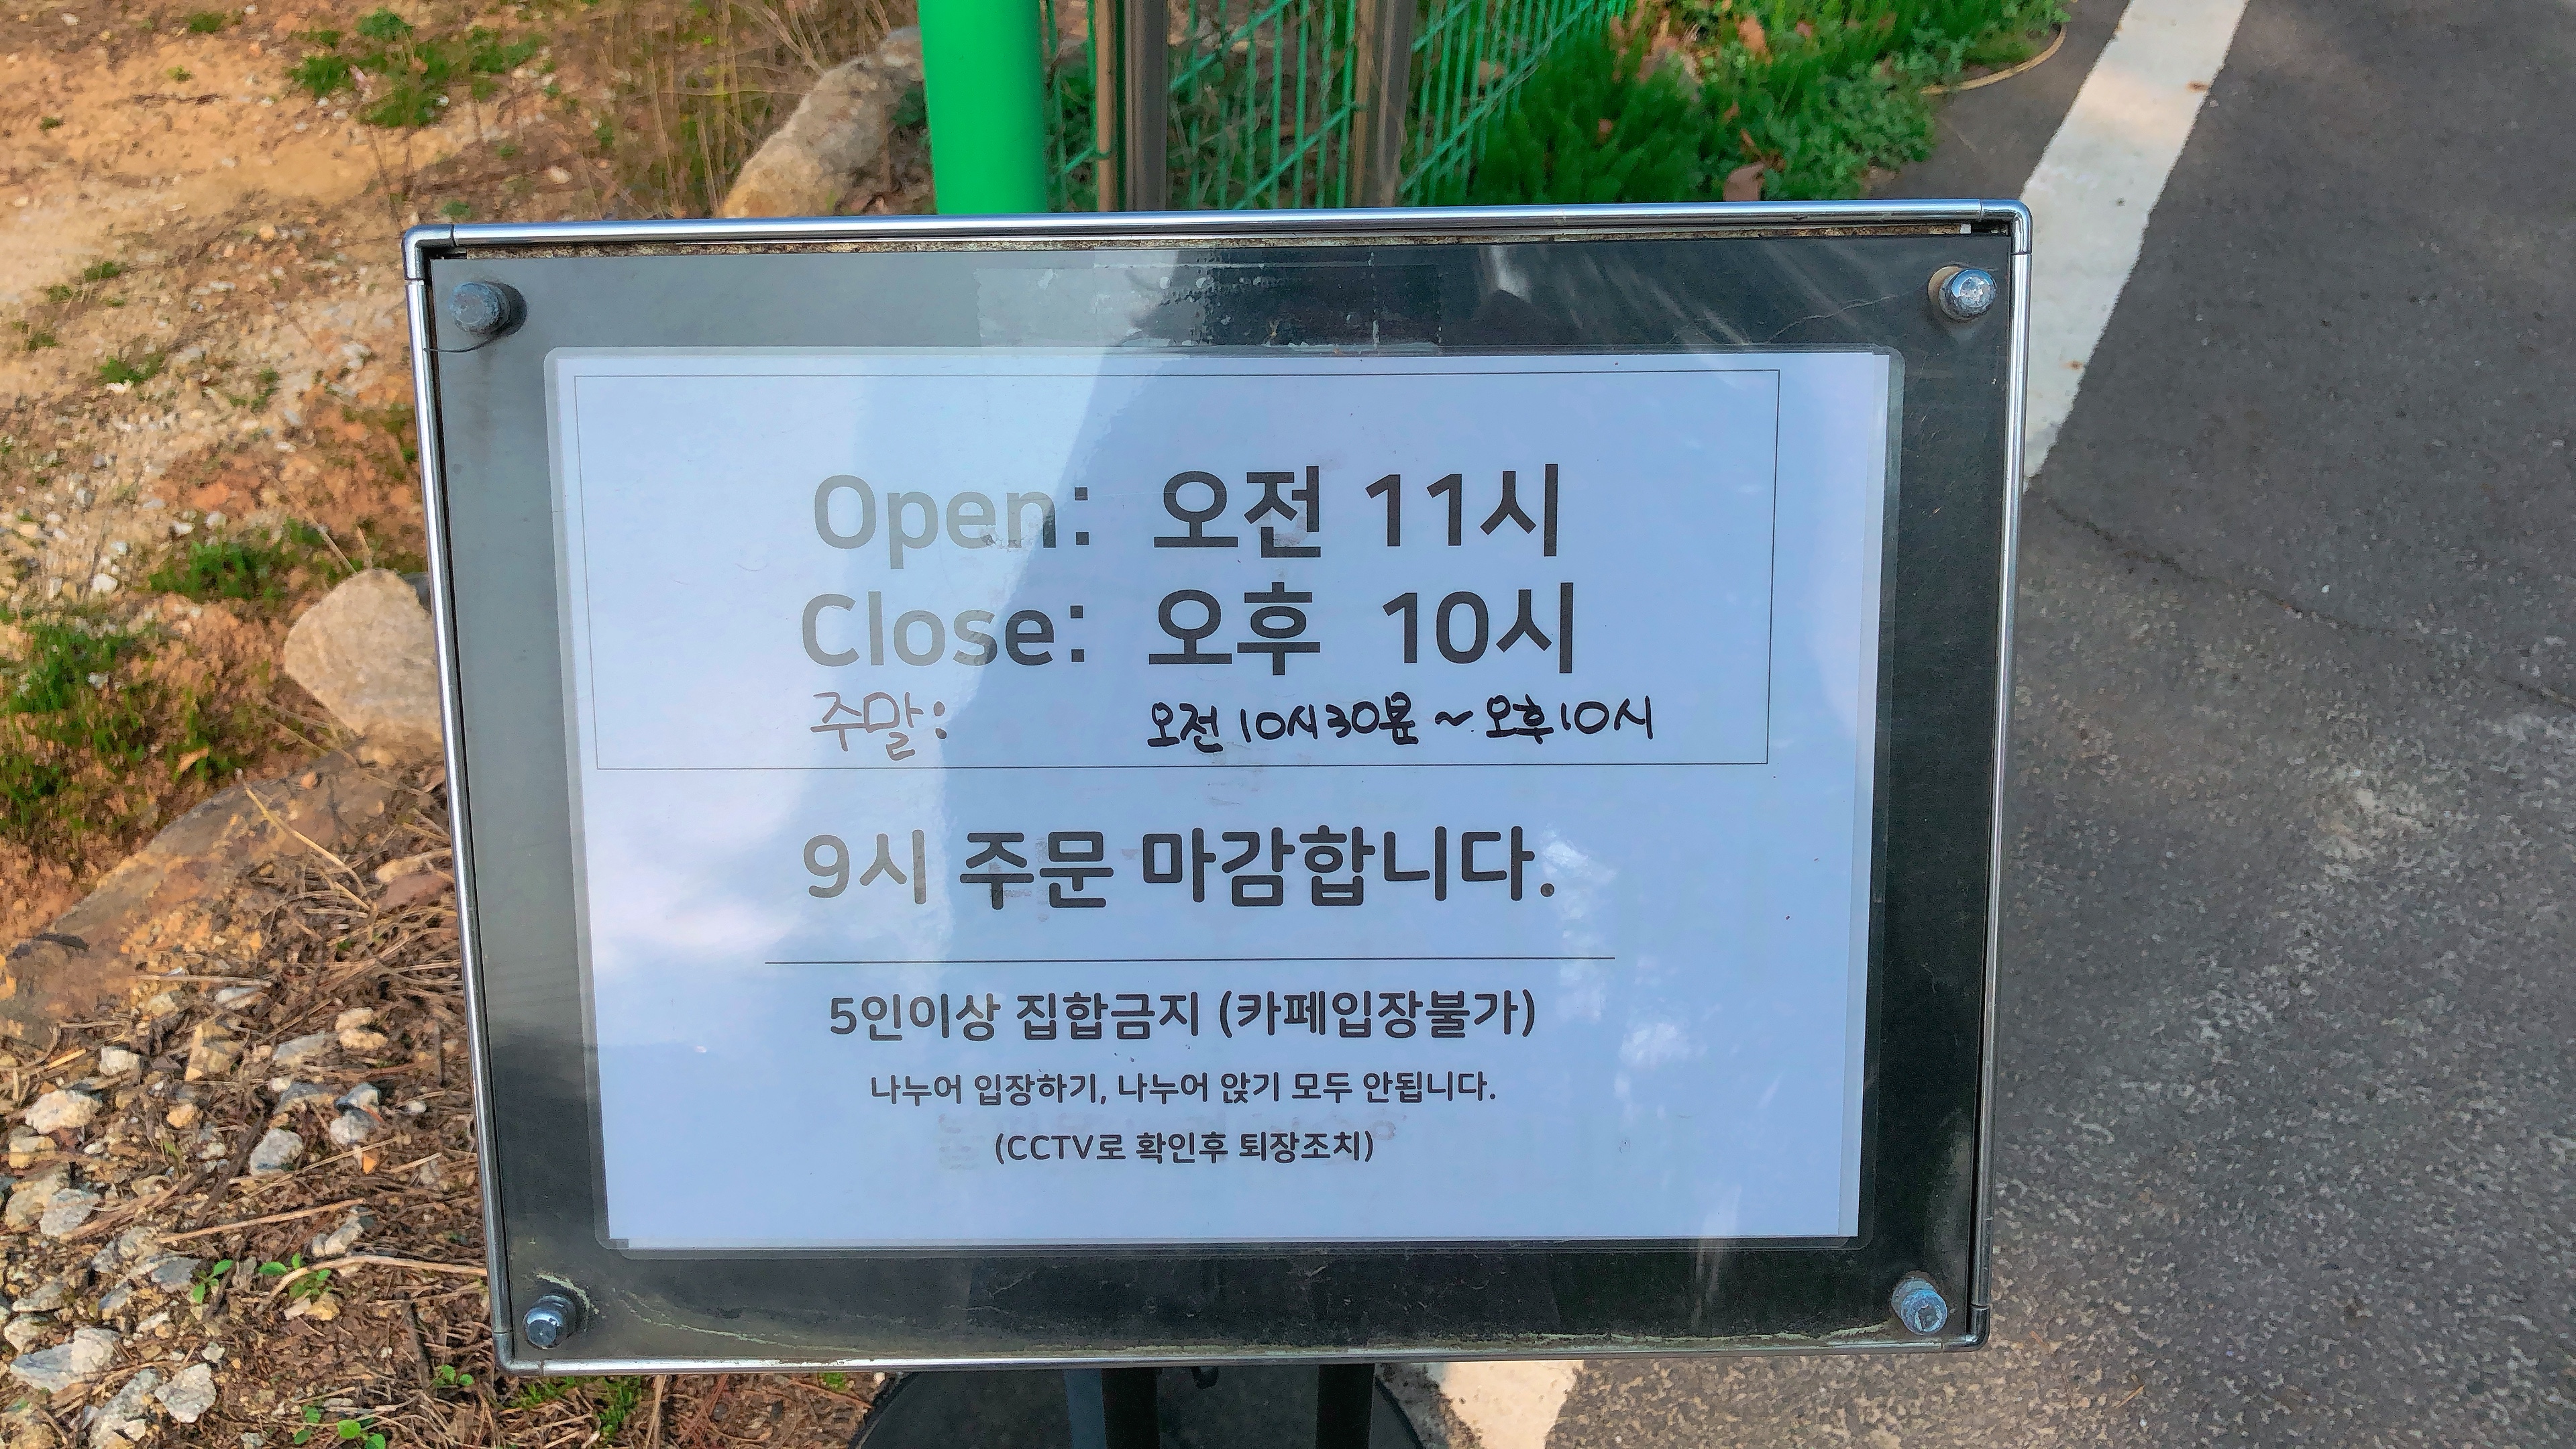 Open: 오전 11시
Close: 오후 10시
주말: 오전 10시30분 ~ 오후10시
9시 주문 마감합니다.
5인이상 집합금지 (카페입장불가)
나누어 입장하기, 나누어 앉기 모두 안됩니다.
(CCTV로 확인후 퇴장조치)